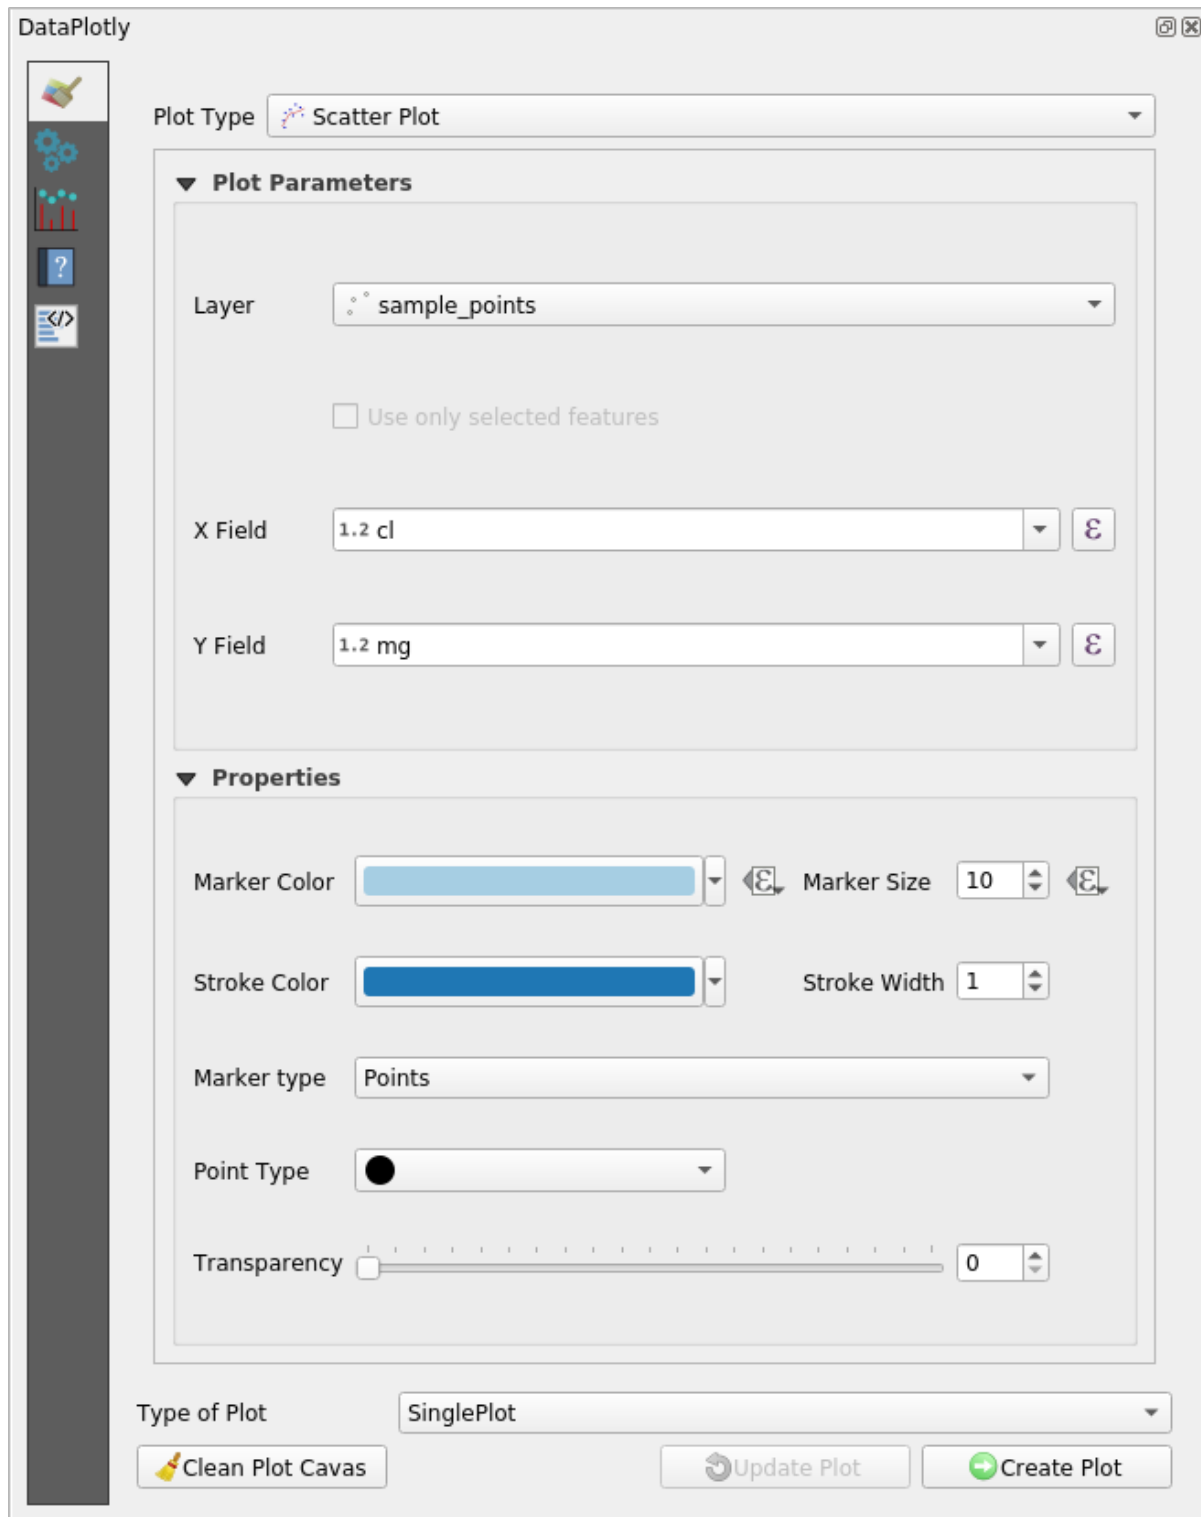 DataPlotly
Plot Type Scatter Plot
Plot Parameters
Layer sample_points
Use only selected features
X Field 1.2 cl ε
Y Field 1.2 mg ε
Properties
Marker Color ε Marker Size 10 ε
Stroke Color Stroke Width 1
Marker type Points
Point Type
Transparency 0
Type of Plot SinglePlot
Clean Plot Cavas Update Plot Create Plot
?
</>